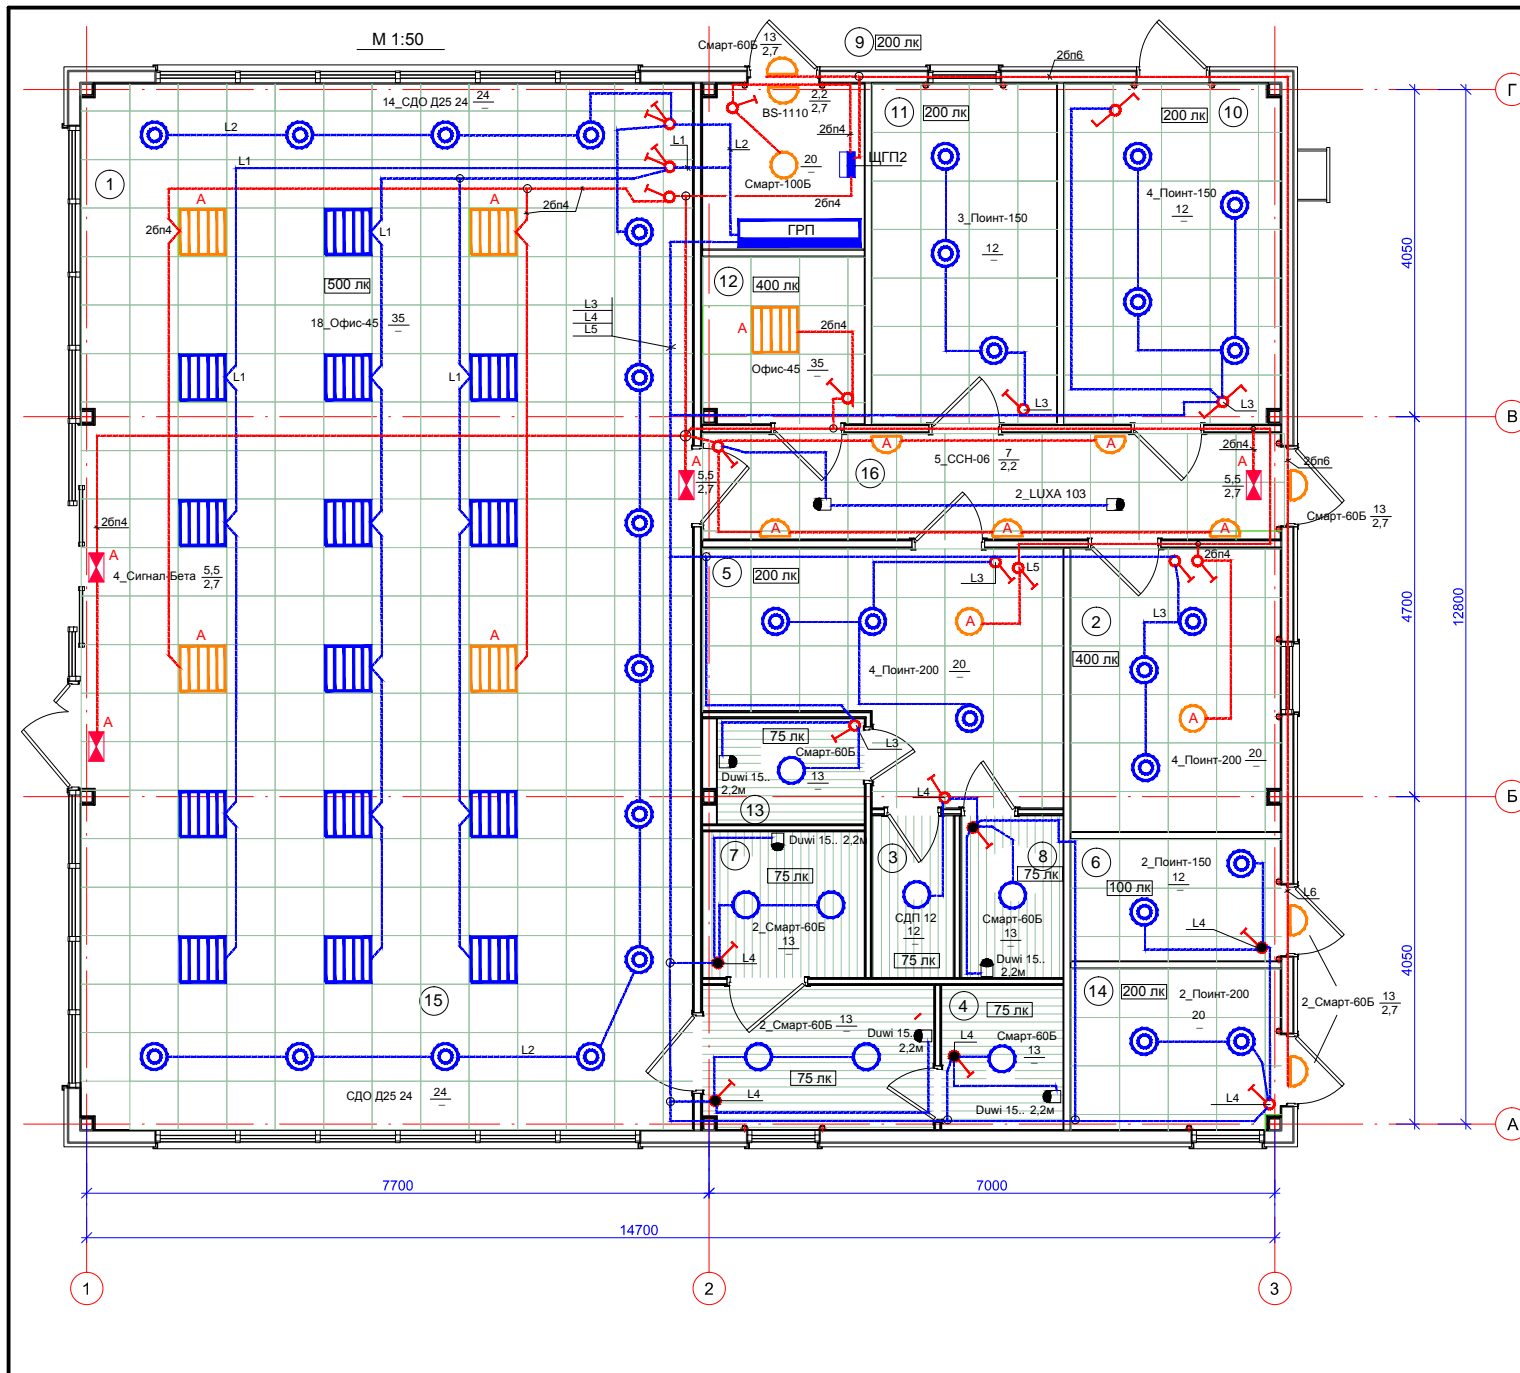 М 1:50
Смарт-60Б 13
2,7
9 200 лк
2бп6
Г
14_СДО Д25 24 24
–
2,2
2,7
BS-1110
11 200 лк
200 лк 10
L2
L1
L2
2бп4
ЩГП2
L1
20
–
Смарт-100Б
1
4_Поинт-150
12
–
А
А
2бп4
2бп4
2бп4
L1
3_Поинт-150
12
–
ГРП
4050
500 лк
12 400 лк
L3
L4
L5
18_Офис-45 35
–
А
2бп4
Офис-45 35
–
L1
L1
L3
L3
В
А
А
А
2бп4
А
5,5
2,7
16
5_ССН-06 7
2,2
2_LUXA 103
5,5
2,7
2бп6
Смарт-60Б 13
2,7
2бп4
А
4_Сигнал-Бета 5,5
2,7
5
200 лк
L3
L5
2бп4
L3
А
2
4700
12800
А
А
400 лк
4_Поинт-200 20
–
А
А
75 лк
Смарт-60Б
L3
4_Поинт-200 20
–
Duwi 15..
2,2м
13
–
13
L4
Б
7
Duwi 15.. 2,2м
3
8
6
2_Поинт-150
12
–
75 лк
75 лк
100 лк
L6
СДП 12
12
–
Смарт-60Б
13
–
2_Смарт-60Б
13
–
L4
L4
75 лк
Duwi 15..
2,2м
4050
15
4
75 лк
14
200 лк
2_Поинт-200
20
–
2_Смарт-60Б 13
2,7
2_Смарт-60Б 13
–
Duwi 15..
2,2м
L4
Смарт-60Б
13
–
L2
75 лк
СДО Д25 24 24
–
L4
Duwi 15.. 2,2м
L4
А
7700
7000
14700
1
2
3